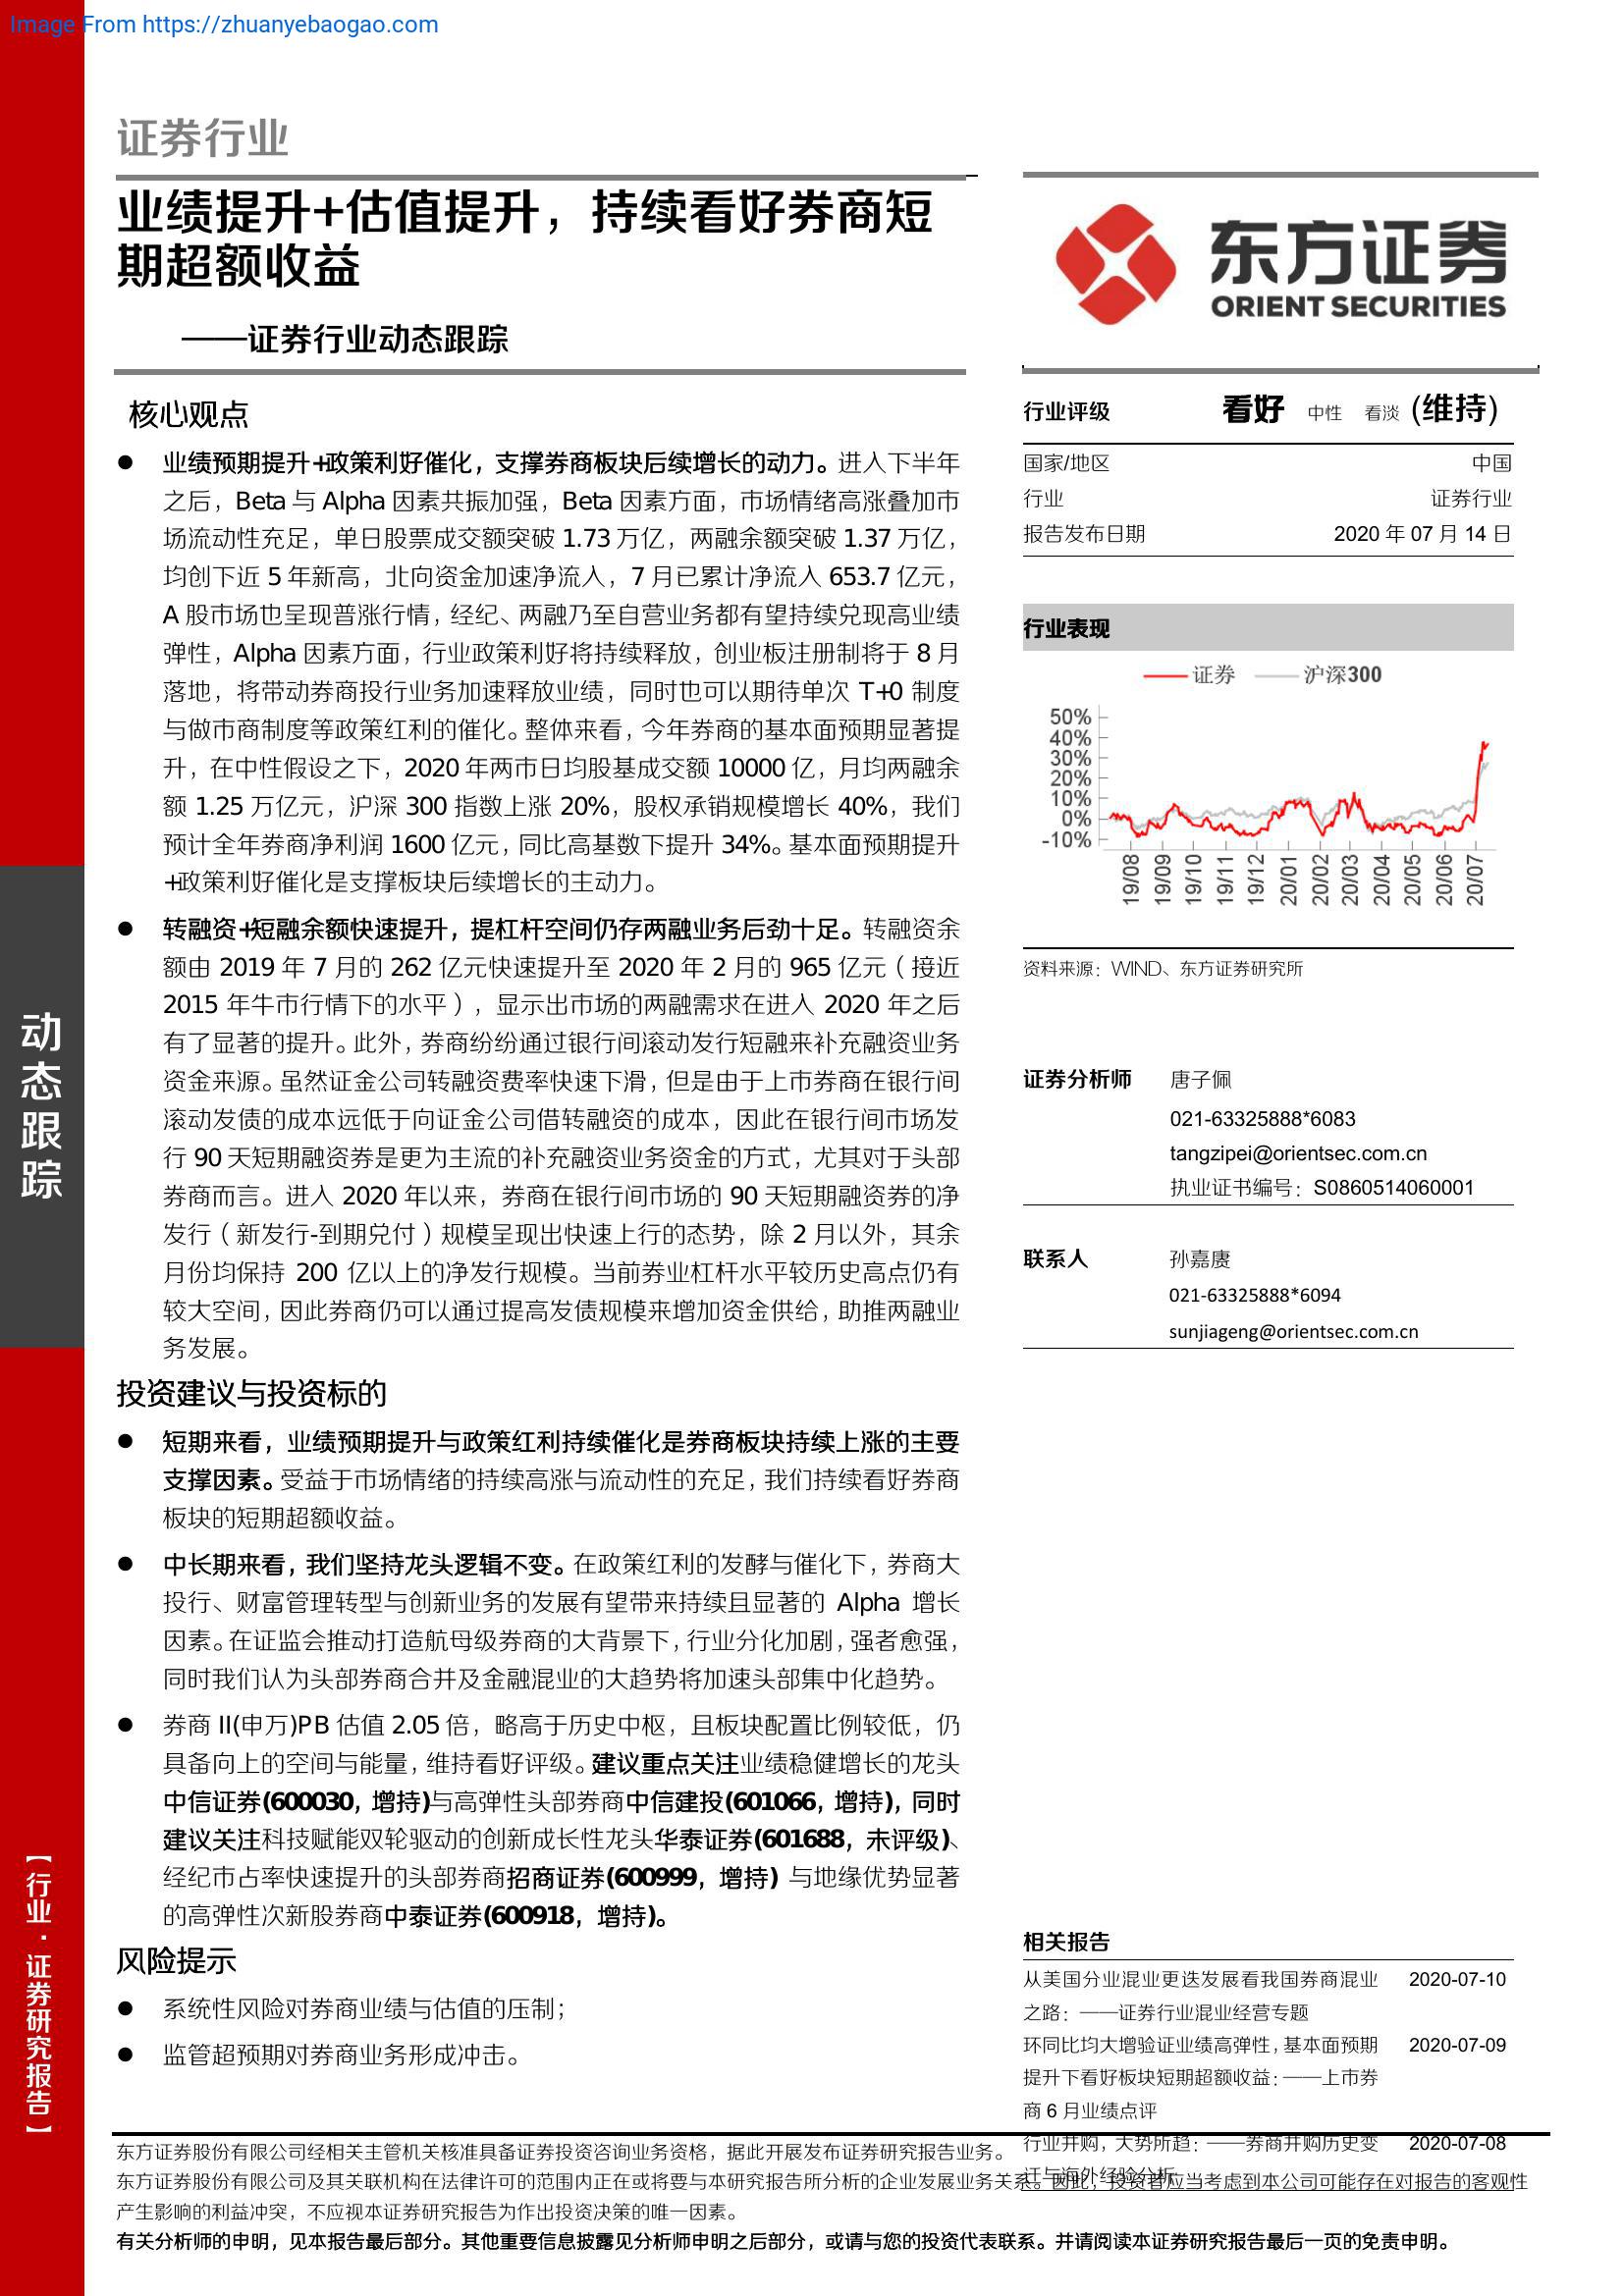 Image From https://zhuanyebaogao.com
证券行业
业绩提升+估值提升，持续看好券商短
期超额收益
——证券行业动态跟踪
核心观点
● 业绩预期提升+政策利好催化，支撑券商板块后续增长的动力。进入下半年
之后，Beta 与 Alpha 因素共振加强，Beta 因素方面，市场情绪高涨叠加市
场流动性充足，单日股票成交额突破 1.73 万亿，两融余额突破 1.37 万亿，
均创下近 5 年新高，北向资金加速净流入，7 月已累计净流入 653.7 亿元，
A 股市场也呈现普涨行情，经纪、两融乃至自营业务都有望持续兑现高业绩
弹性，Alpha 因素方面，行业政策利好将持续释放，创业板注册制将于 8 月
落地，将带动券商投行业务加速释放业绩，同时也可以期待单次 T+0 制度
与做市商制度等政策红利的催化。整体来看，今年券商的基本面预期显著提
升，在中性假设之下，2020 年两市日均股基成交额 10000 亿，月均两融余
额 1.25 万亿元，沪深 300 指数上涨 20%，股权承销规模增长 40%，我们
预计全年券商净利润 1600 亿元，同比高基数下提升 34%。基本面预期提升
+政策利好催化是支撑板块后续增长的主动力。
● 转融资+短融余额快速提升，提杠杆空间仍存两融业务后劲十足。转融资余
额由 2019 年 7 月的 262 亿元快速提升至 2020 年 2 月的 965 亿元（接近
2015 年牛市行情下的水平），显示出市场的两融需求在进入 2020 年之后
有了显著的提升。此外，券商纷纷通过银行间滚动发行短融来补充融资业务
资金来源。虽然证金公司转融资费率快速下滑，但是由于上市券商在银行间
滚动发债的成本远低于向证金公司借转融资的成本，因此在银行间市场发
行 90 天短期融资券是更为主流的补充融资业务资金的方式，尤其对于头部
券商而言。进入 2020 年以来，券商在银行间市场的 90 天短期融资券的净
发行（新发行-到期兑付）规模呈现出快速上行的态势，除 2 月以外，其余
月份均保持 200 亿以上的净发行规模。当前券业杠杆水平较历史高点仍有
较大空间，因此券商仍可以通过提高发债规模来增加资金供给，助推两融业
务发展。
投资建议与投资标的
● 短期来看，业绩预期提升与政策红利持续催化是券商板块持续上涨的主要
支撑因素。受益于市场情绪的持续高涨与流动性的充足，我们持续看好券商
板块的短期超额收益。
● 中长期来看，我们坚持龙头逻辑不变。在政策红利的发酵与催化下，券商大
投行、财富管理转型与创新业务的发展有望带来持续且显著的 Alpha 增长
因素。在证监会推动打造航母级券商的大背景下，行业分化加剧，强者愈强，
同时我们认为头部券商合并及金融混业的大趋势将加速头部集中化趋势。
● 券商 II(申万)PB 估值 2.05 倍，略高于历史中枢，且板块配置比例较低，仍
具备向上的空间与能量，维持看好评级。建议重点关注业绩稳健增长的龙头
中信证券(600030，增持)与高弹性头部券商中信建投(601066，增持)，同时
建议关注科技赋能双轮驱动的创新成长性龙头华泰证券(601688，未评级)、
经纪市占率快速提升的头部券商招商证券(600999，增持) 与地缘优势显著
的高弹性次新股券商中泰证券(600918，增持)。
风险提示
● 系统性风险对券商业绩与估值的压制；
● 监管超预期对券商业务形成冲击。
东方证券
ORIENT SECURITIES
行业评级 看好 中性 看淡 (维持)
国家/地区 中国
行业 证券行业
报告发布日期 2020 年 07 月 14 日
行业表现
证券 沪深300
50%
40%
30%
20%
10%
0%
-10%
19/08 19/09 19/10 19/11 19/12 20/01 20/02 20/03 20/04 20/05 20/06 20/07
资料来源：WIND、东方证券研究所
证券分析师 唐子佩
021-63325888*6083
tangzipei@orientsec.com.cn
执业证书编号：S0860514060001
联系人 孙嘉赓
021-63325888*6094
sunjiageng@orientsec.com.cn
相关报告
从美国分业混业更迭发展看我国券商混业 2020-07-10
之路：——证券行业混业经营专题
环同比均大增验证业绩高弹性，基本面预期 2020-07-09
提升下看好板块短期超额收益：——上市券
商 6 月业绩点评
行业并购，大势所趋：——券商并购历史变 2020-07-08
迁与海外经验分析
动态跟踪
【行业·证券研究报告】
东方证券股份有限公司经相关主管机关核准具备证券投资咨询业务资格，据此开展发布证券研究报告业务。
东方证券股份有限公司及其关联机构在法律许可的范围内正在或将要与本研究报告所分析的企业发展业务关系。因此，投资者应当考虑到本公司可能存在对报告的客观性
产生影响的利益冲突，不应视本证券研究报告为作出投资决策的唯一因素。
有关分析师的申明，见本报告最后部分。其他重要信息披露见分析师申明之后部分，或请与您的投资代表联系。并请阅读本证券研究报告最后一页的免责申明。